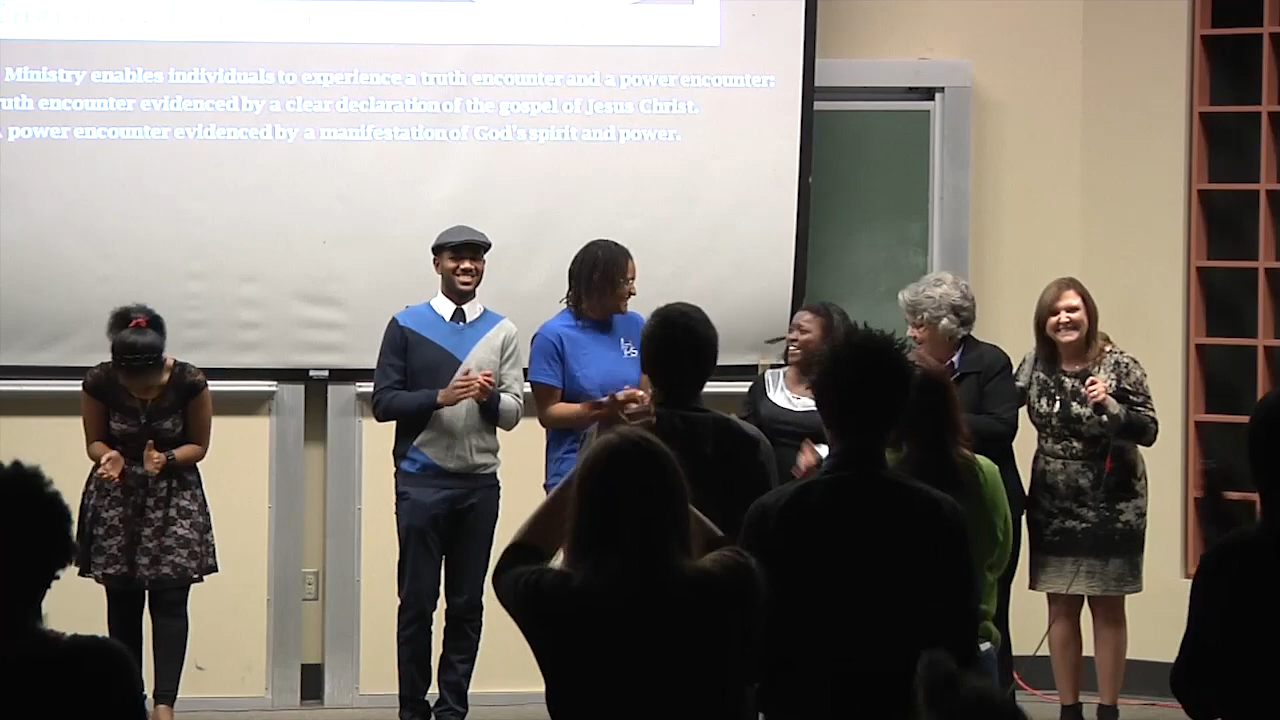 Ministry enables individuals to experience a truth encounter and a power encounter:
encounter evidenced by a clear declaration of the gospel of Jesus Christ.
power encounter evidenced by a manifestation of God's spirit and power.